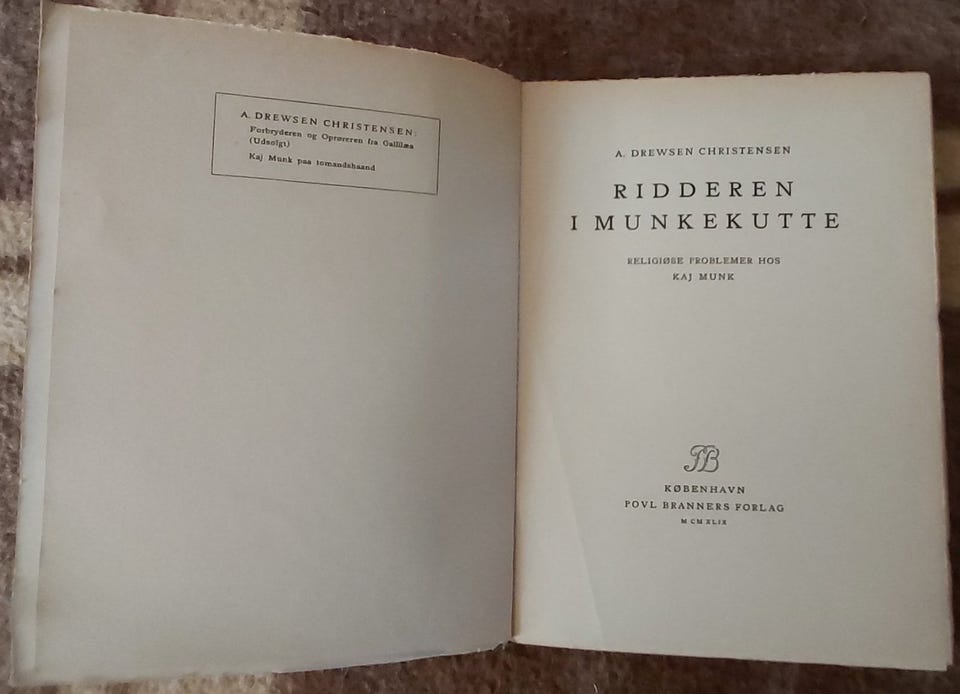 A. DREWSEN CHRISTENSEN:
Forbryderen og Oprøreren fra Galilæa
(Udsolgt)
Kaj Munk paa tomandshaand
A. DREWSEN CHRISTENSEN
RIDDEREN
I MUNKEKUTTE
RELIGIØSE PROBLEMER HOS
KAJ MUNK
PB
KØBENHAVN
POVL BRANNERS FORLAG
MCMXLIX